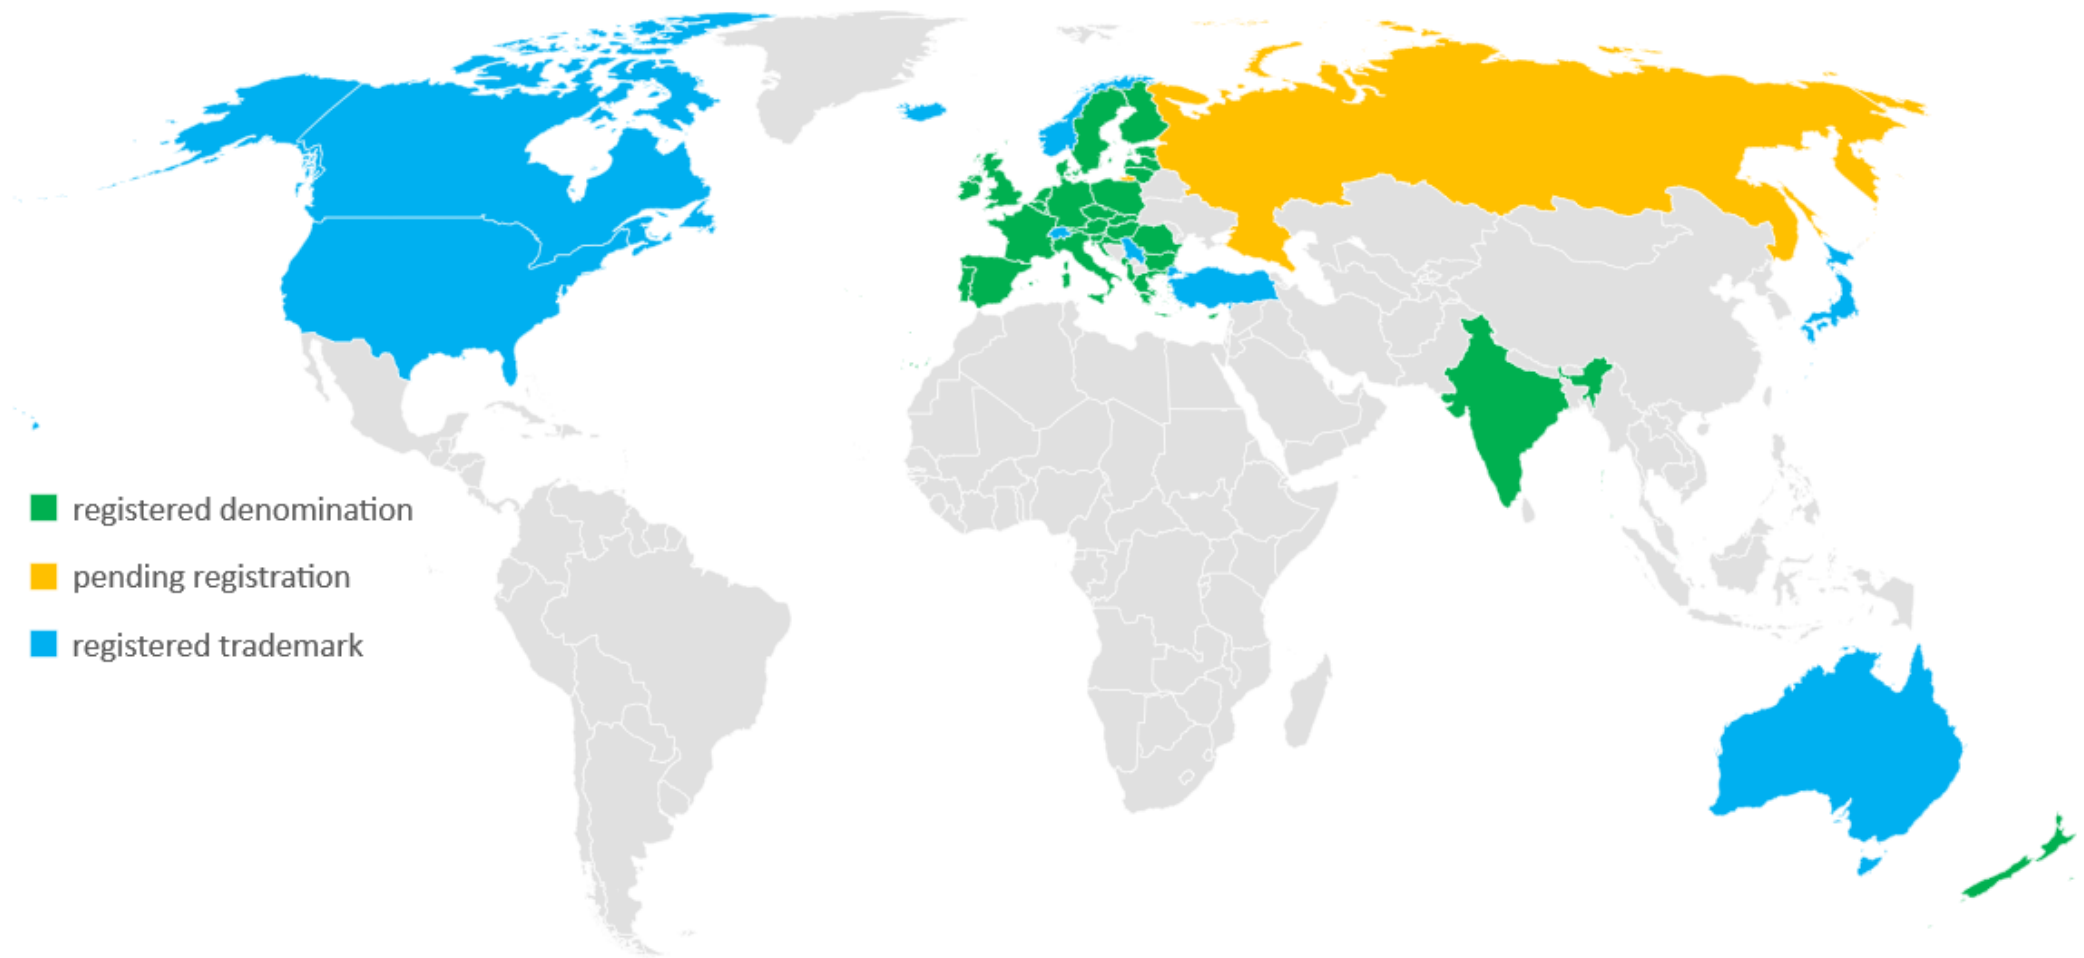 registered denomination
pending registration
registered trademark